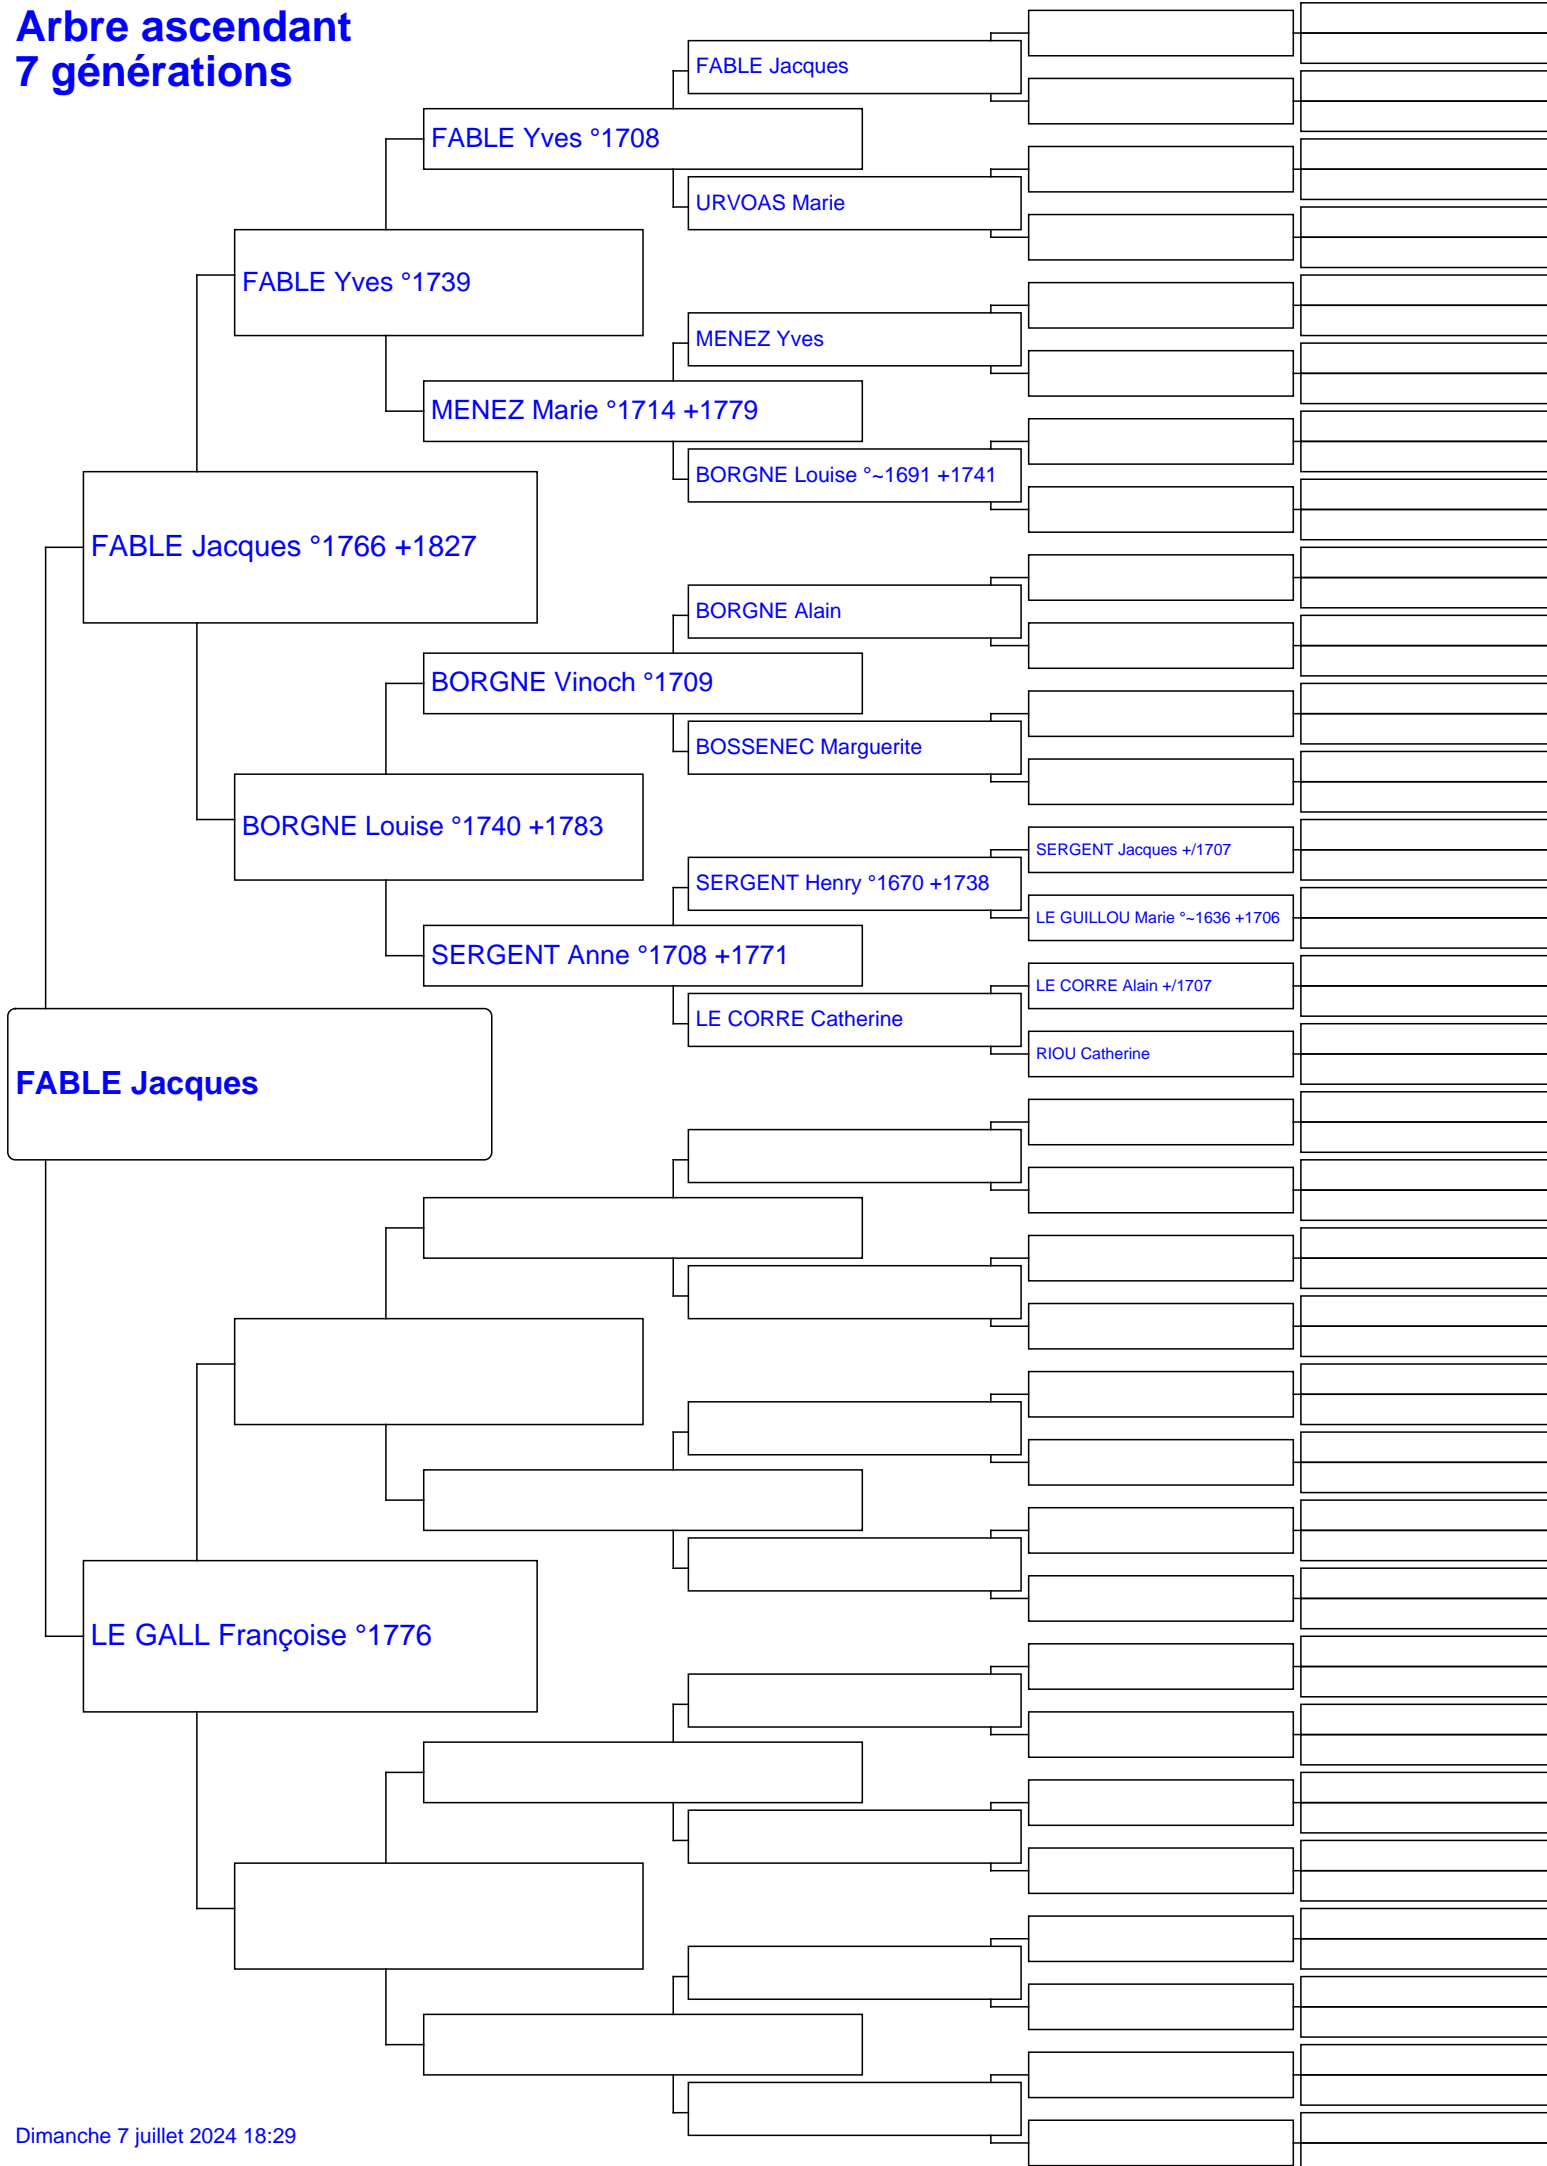 Arbre ascendant
7 générations
FABLE Jacques
FABLE Yves °1708
URVOAS Marie
FABLE Yves °1739
MENEZ Yves
MENEZ Marie °1714 +1779
BORGNE Louise °~1691 +1741
FABLE Jacques °1766 +1827
BORGNE Alain
BORGNE Vinoch °1709
BOSSENEC Marguerite
BORGNE Louise °1740 +1783
SERGENT Jacques +/1707
SERGENT Henry °1670 +1738
LE GUILLOU Marie °~1636 +1706
SERGENT Anne °1708 +1771
LE CORRE Alain +/1707
LE CORRE Catherine
RIOU Catherine
FABLE Jacques
LE GALL Françoise °1776
Dimanche 7 juillet 2024 18:29